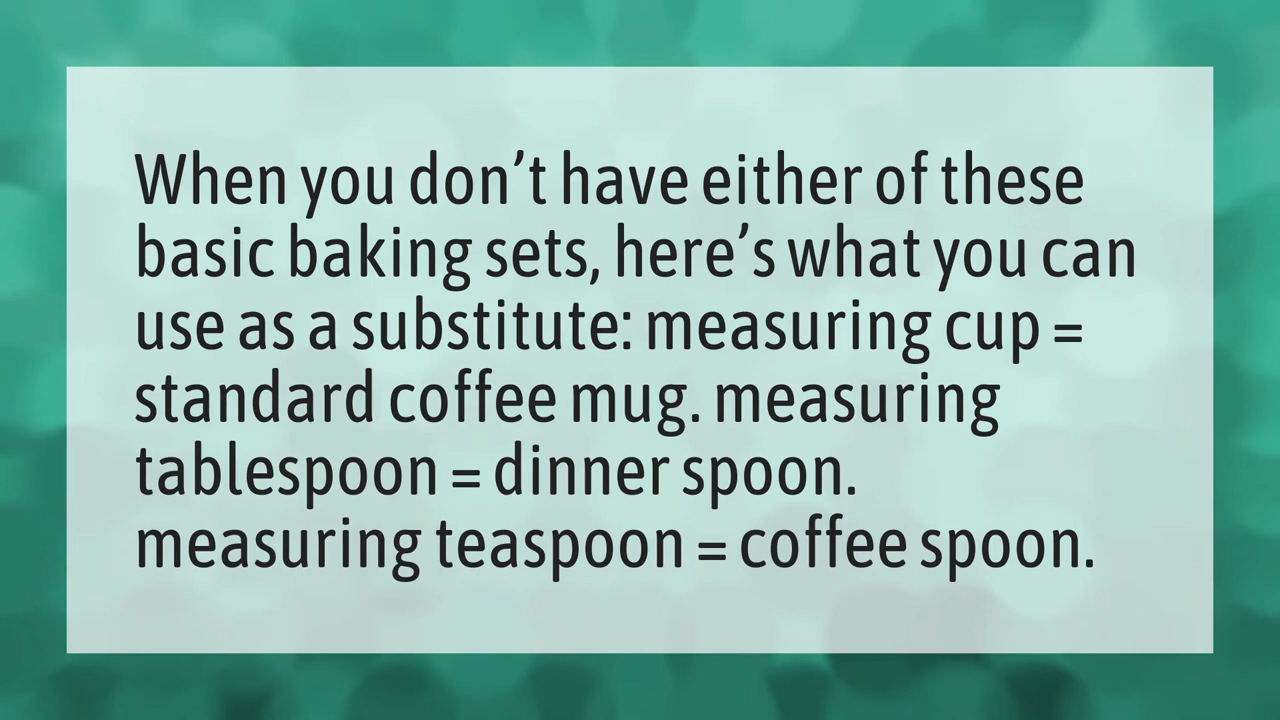 When you don’t have either of these
basic baking sets, here’s what you can
use as a substitute: measuring cup =
standard coffee mug. measuring
tablespoon = dinner spoon.
measuring teaspoon = coffee spoon.